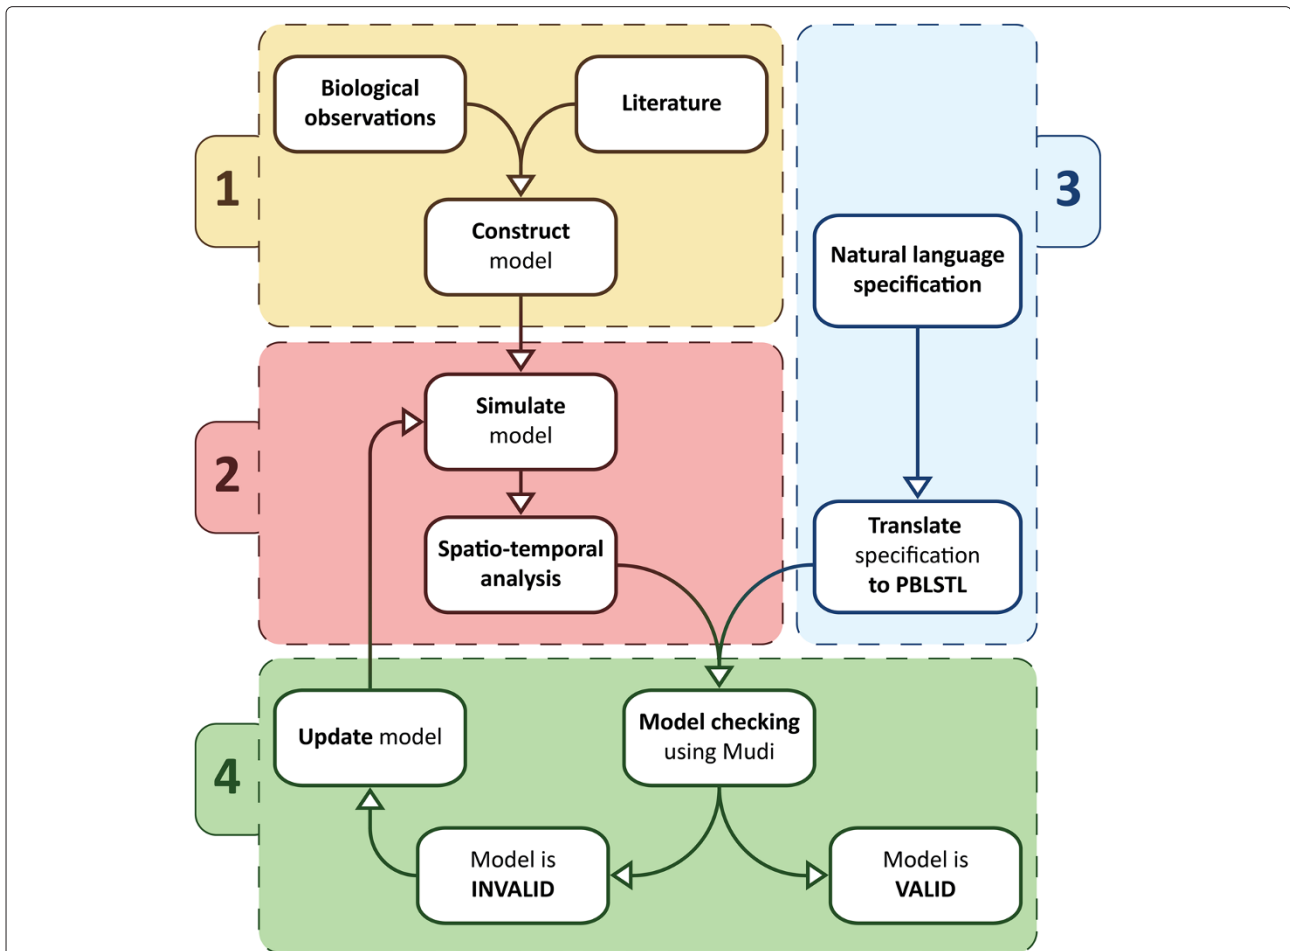 1
Biological
observations
Literature
Construct
model
2
Simulate
model
Spatio-temporal
analysis
3
Natural language
specification
Translate
specification
to PBLSTL
4
Update model
Model checking
using Mudi
Model is
INVALID
Model is
VALID